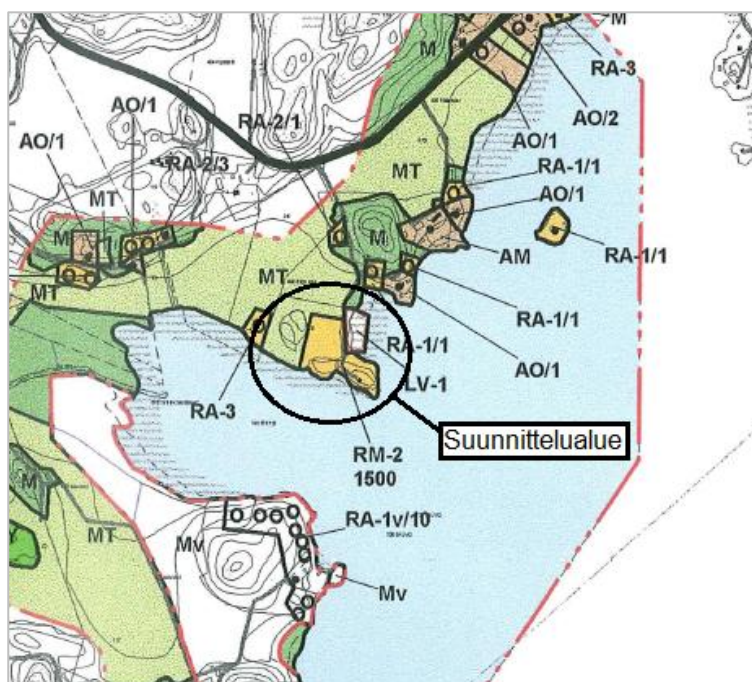 M
M
RA-3
AO/1
AO/1
RA-2/1
AO/2
AO/1
RA-2/3
RA-1/1
MT
MT
AO/1
M
M
RA-1/1
AM
MT
MT
RA-1/1
RA-1/1
AO/1
LV-1
RA-3
Suunnittelualue
RM-2
1500
M
RA-1v/10
MT
Mv
Mv